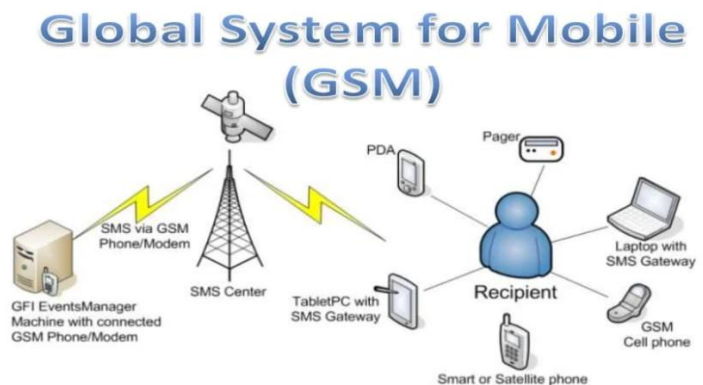 Global System for Mobile
(GSM)
PDA
Pager
SMS via GSM
Phone/Modem
SMS Center
Laptop with
SMS Gateway
GFI EventsManager
Machine with connected
GSM Phone/Modem
TabletPC with
SMS Gateway
Recipient
GSM
Cell phone
Smart or Satellite phone